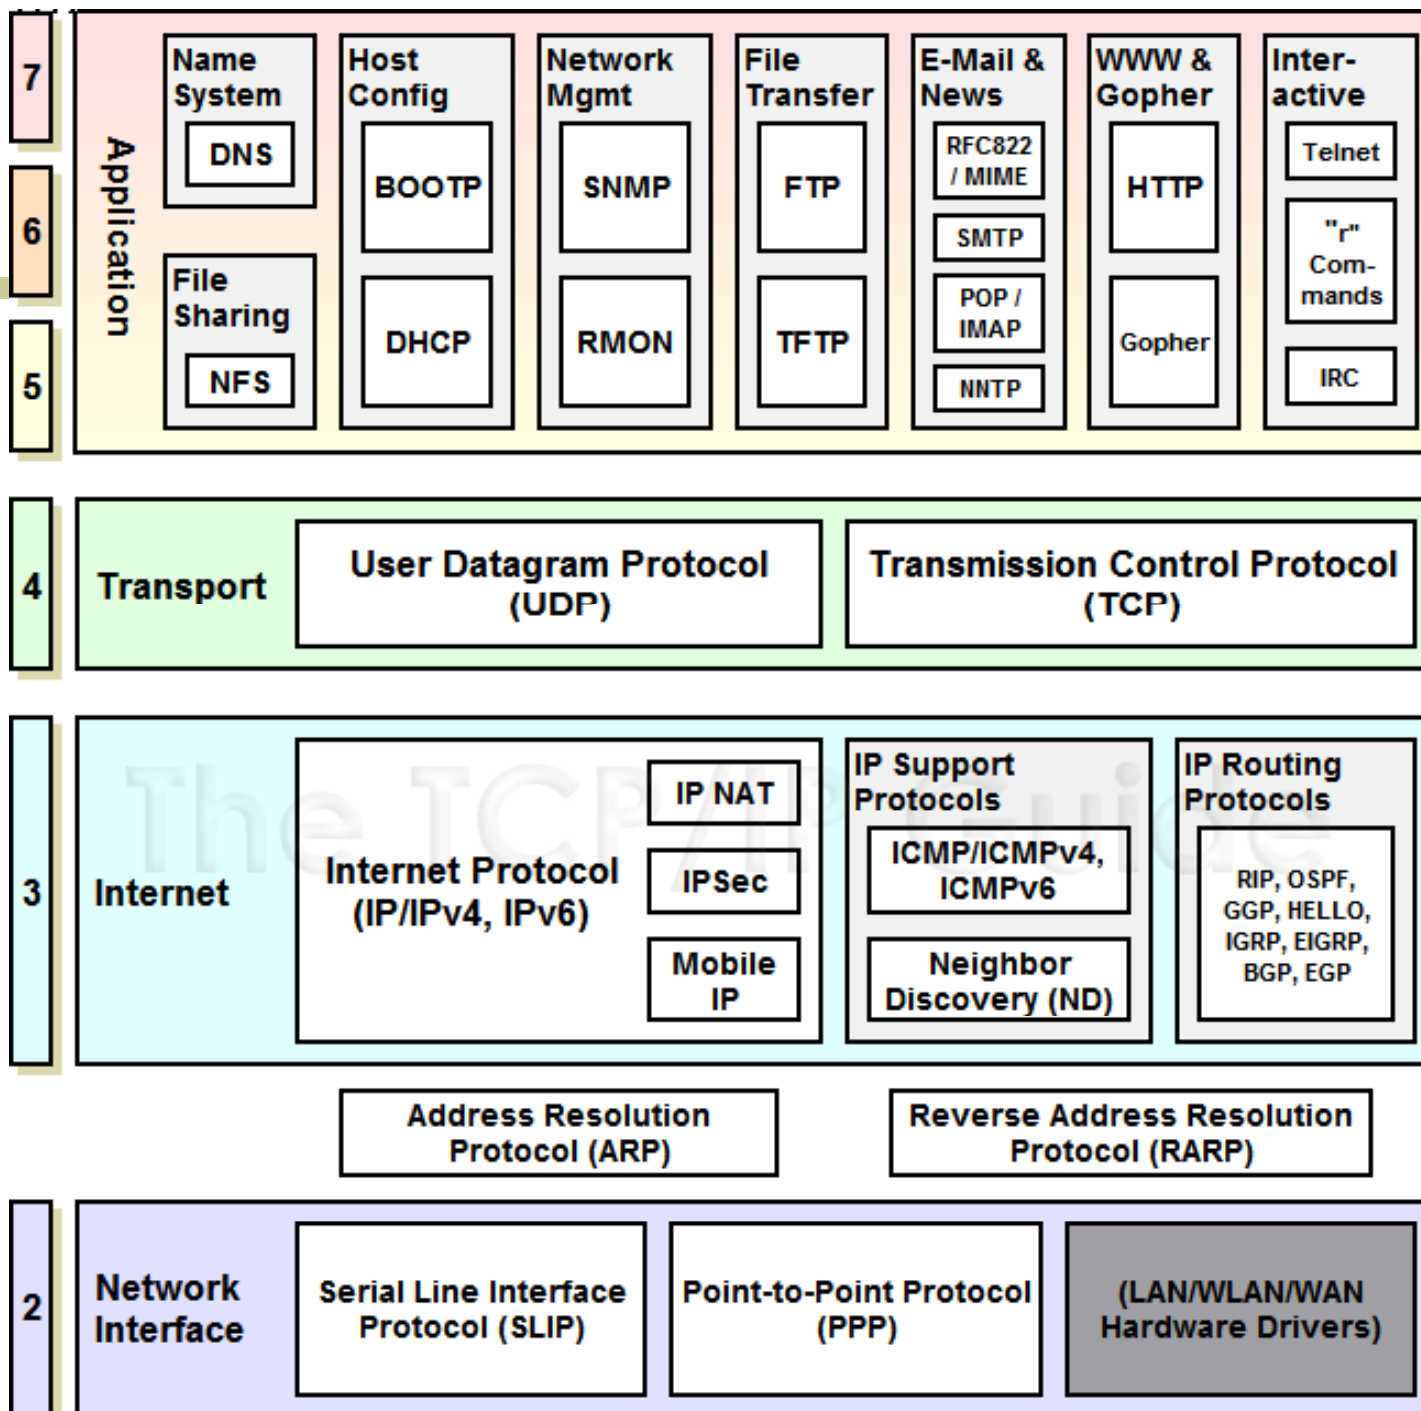 7
6
5
Application
Name
System
DNS
File
Sharing
NFS
Host
Config
BOOTP
DHCP
Network
Mgmt
SNMP
RMON
File
Transfer
FTP
TFTP
E-Mail &
News
RFC822
/ MIME
SMTP
POP /
IMAP
NNTP
WWW &
Gopher
HTTP
Gopher
Inter-
active
Telnet
"r"
Com-
mands
IRC
4
Transport
User Datagram Protocol
(UDP)
Transmission Control Protocol
(TCP)
3
Internet
Internet Protocol
(IP/IPv4, IPv6)
IP NAT
IPSec
Mobile
IP
IP Support
Protocols
ICMP/ICMPv4,
ICMPv6
Neighbor
Discovery (ND)
IP Routing
Protocols
RIP, OSPF,
GGP, HELLO,
IGRP, EIGRP,
BGP, EGP
The TCP/IP Guide
Address Resolution
Protocol (ARP)
Reverse Address Resolution
Protocol (RARP)
2
Network
Interface
Serial Line Interface
Protocol (SLIP)
Point-to-Point Protocol
(PPP)
(LAN/WLAN/WAN
Hardware Drivers)